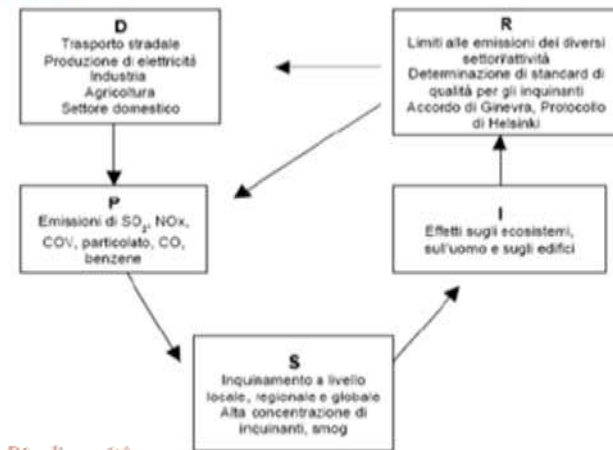 D
Trasporto stradale
Produzione di elettricità
Industria
Agricoltura
Settore domestico
R
Limiti alle emissioni dei diversi
settori/attività
Determinazione di standard di
qualità per gli inquinanti
Accordo di Ginevra, Protocollo
di Helsinki
P
Emissioni di SO₂, NOx,
COV, particolato, CO,
benzene
I
Effetti sugli ecosistemi,
sull'uomo e sugli edifici
S
Inquinamento a livello
locale, regionale e globale
Alta concentrazione di
inquinanti, smog